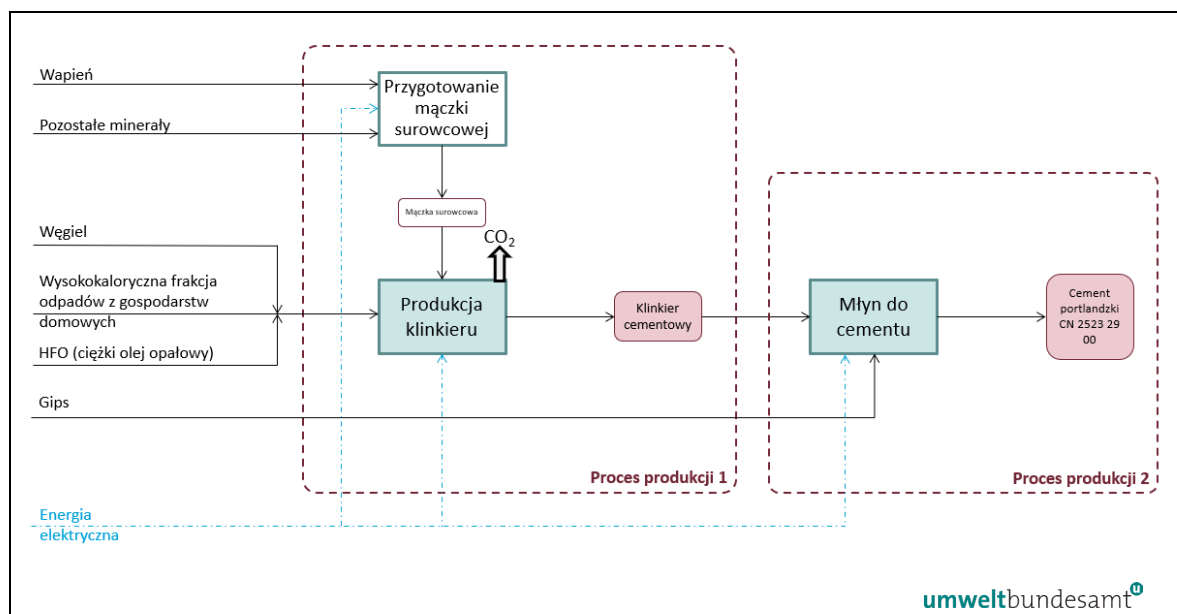 Wapień
Pozostałe minerały
Przygotowanie
mączki
surowcowej
Mączka surowcowa
CO2
Węgiel
Wysokokaloryczna frakcja
odpadów z gospodarstw
domowych
HFO (ciężki olej opałowy)
Gips
Produkcja
klinkieru
Klinkier
cementowy
Młyn do
cementu
Cement
portlandzki
CN 2523 29
00
Proces produkcji 1
Proces produkcji 2
Energia
elektryczna
umweltbundesamt u